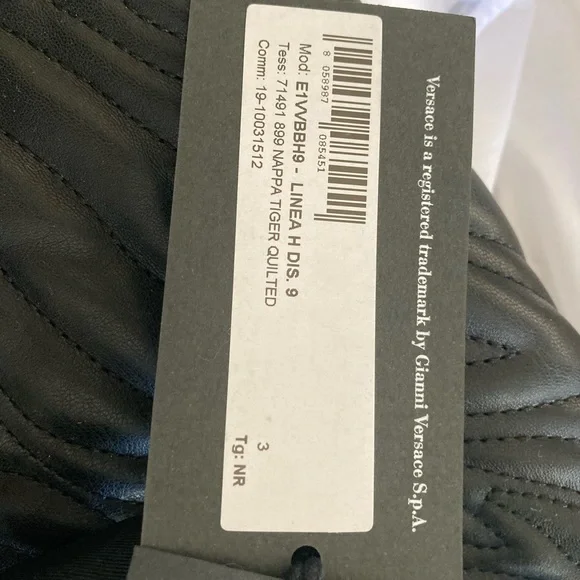 8 058987 085451
Mod: E1VVBBH9 - LINEA H DIS. 9
Tess: 71491 899 NAPPA TIGER QUILTED
Comm: 19-10031512
3
Tg: NR
Versace is a registered trademark by Gianni Versace S.p.A.